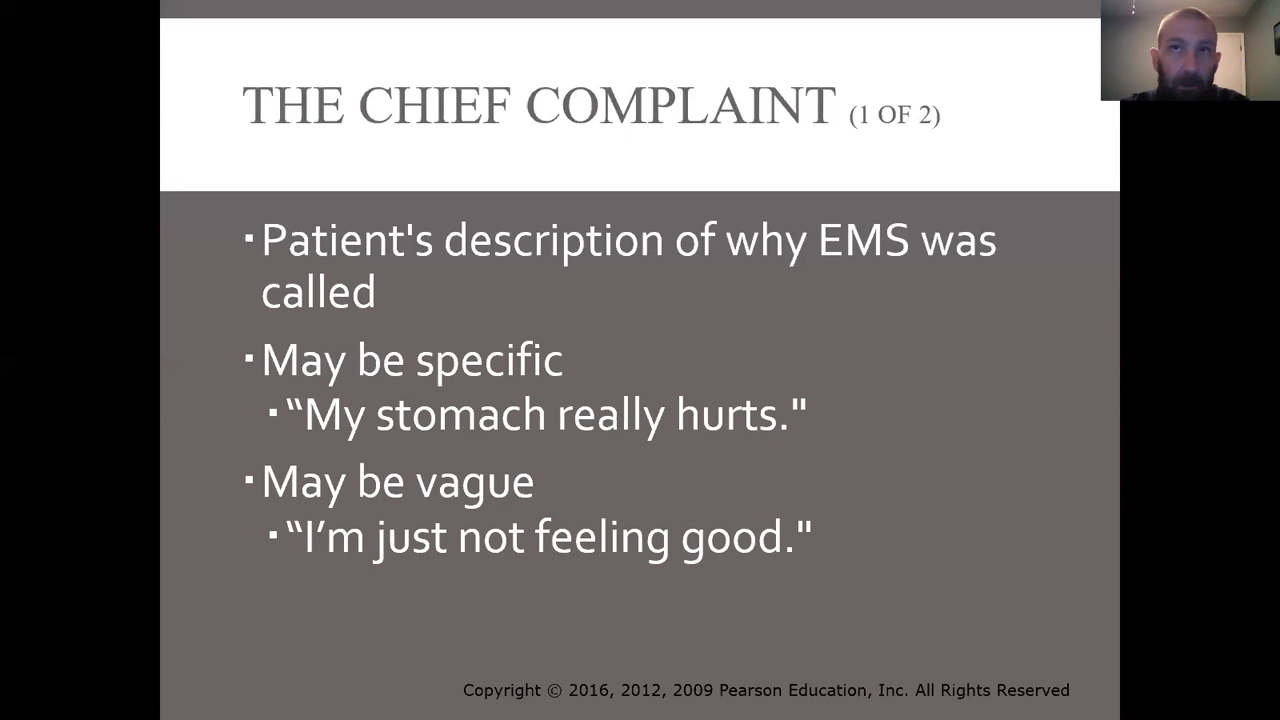 THE CHIEF COMPLAINT (1 OF 2)
▪ Patient's description of why EMS was
called
▪ May be specific
▪ “My stomach really hurts."
▪ May be vague
▪ “I’m just not feeling good."
Copyright © 2016, 2012, 2009 Pearson Education, Inc. All Rights Reserved